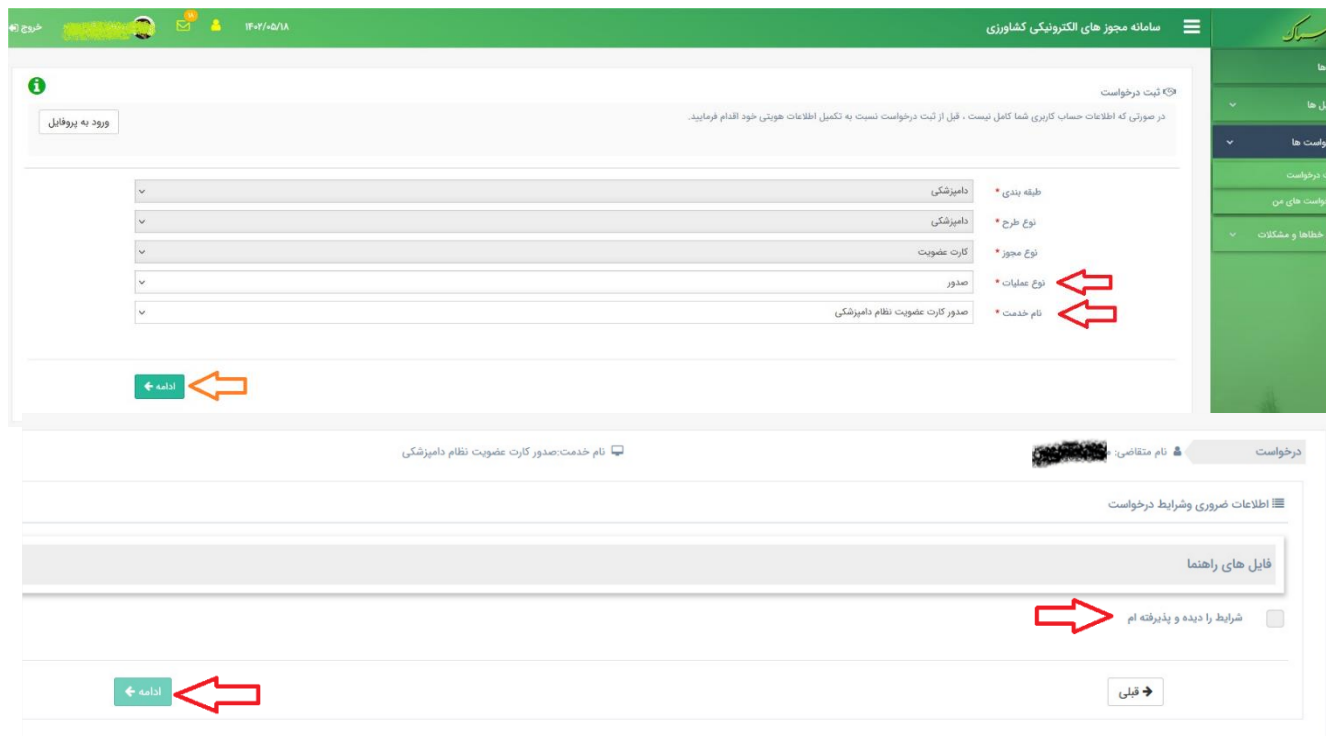 سامانه مجوز های الکترونیکی کشاورزی
۱۴۰۲/۰۵/۱۸
خروج
ثبت درخواست
در صورتی که اطلاعات حساب کاربری شما کامل نیست ، قبل از ثبت درخواست نسبت به تکمیل اطلاعات هویتی خود اقدام فرمایید.
ورود به پروفایل
طبقه بندی * دامپزشکی
نوع طرح * دامپزشکی
نوع مجوز * کارت عضویت
نوع عملیات * صدور
نام خدمت * صدور کارت عضویت نظام دامپزشکی
ادامه
ها
ل ها
واست ها
درخواست
واست های من
خطاها و مشکلات
درخواست
نام متقاضی:
نام خدمت:صدور کارت عضویت نظام دامپزشکی
اطلاعات ضروری وشرایط درخواست
فایل های راهنما
شرایط را دیده و پذیرفته ام
قبلی
ادامه